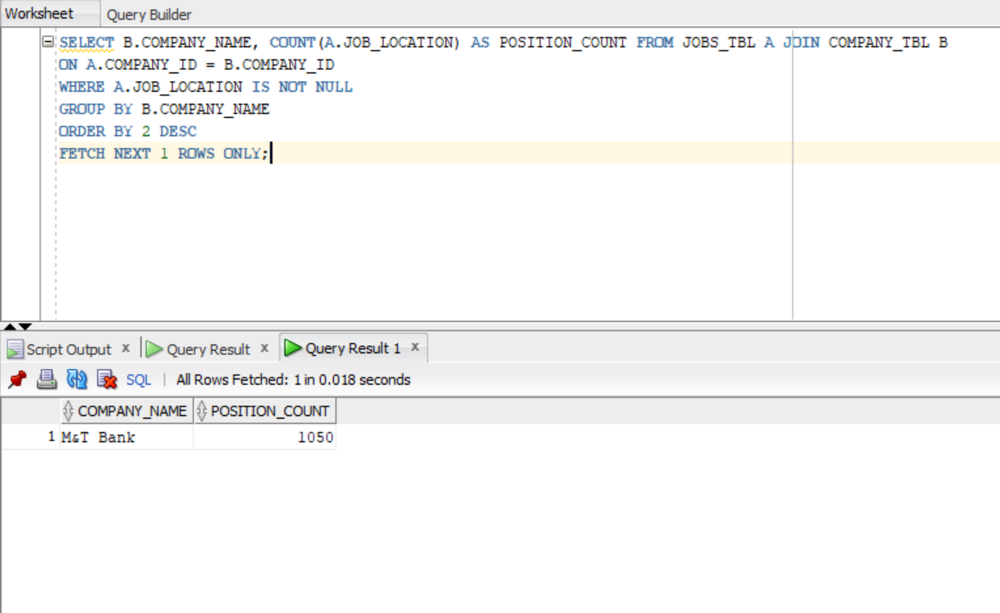 Worksheet Query Builder
SELECT B.COMPANY_NAME, COUNT(A.JOB_LOCATION) AS POSITION_COUNT FROM JOBS_TBL A JOIN COMPANY_TBL B
ON A.COMPANY_ID = B.COMPANY_ID
WHERE A.JOB_LOCATION IS NOT NULL
GROUP BY B.COMPANY_NAME
ORDER BY 2 DESC
FETCH NEXT 1 ROWS ONLY;
Script Output x Query Result x Query Result 1 x
SQL | All Rows Fetched: 1 in 0.018 seconds
COMPANY_NAME POSITION_COUNT
1 M&T Bank 1050